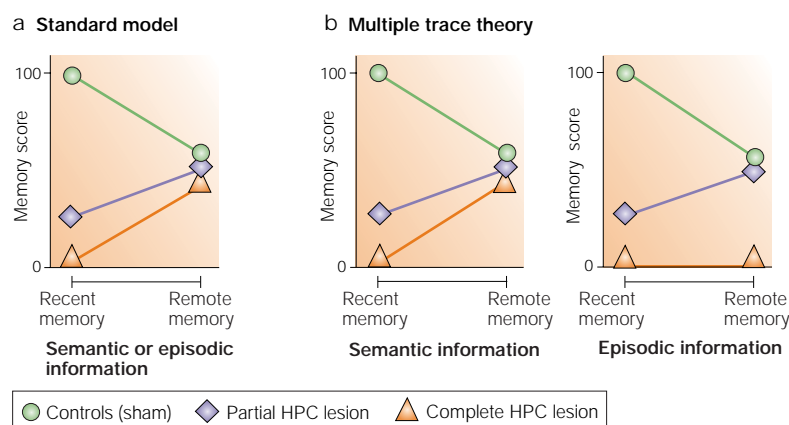 a Standard model
100
Memory score
0
Recent memory
Remote memory
Semantic or episodic
information
b Multiple trace theory
100
Memory score
0
Recent memory
Remote memory
Semantic information
100
Memory score
0
Recent memory
Remote memory
Episodic information
Controls (sham)
Partial HPC lesion
Complete HPC lesion